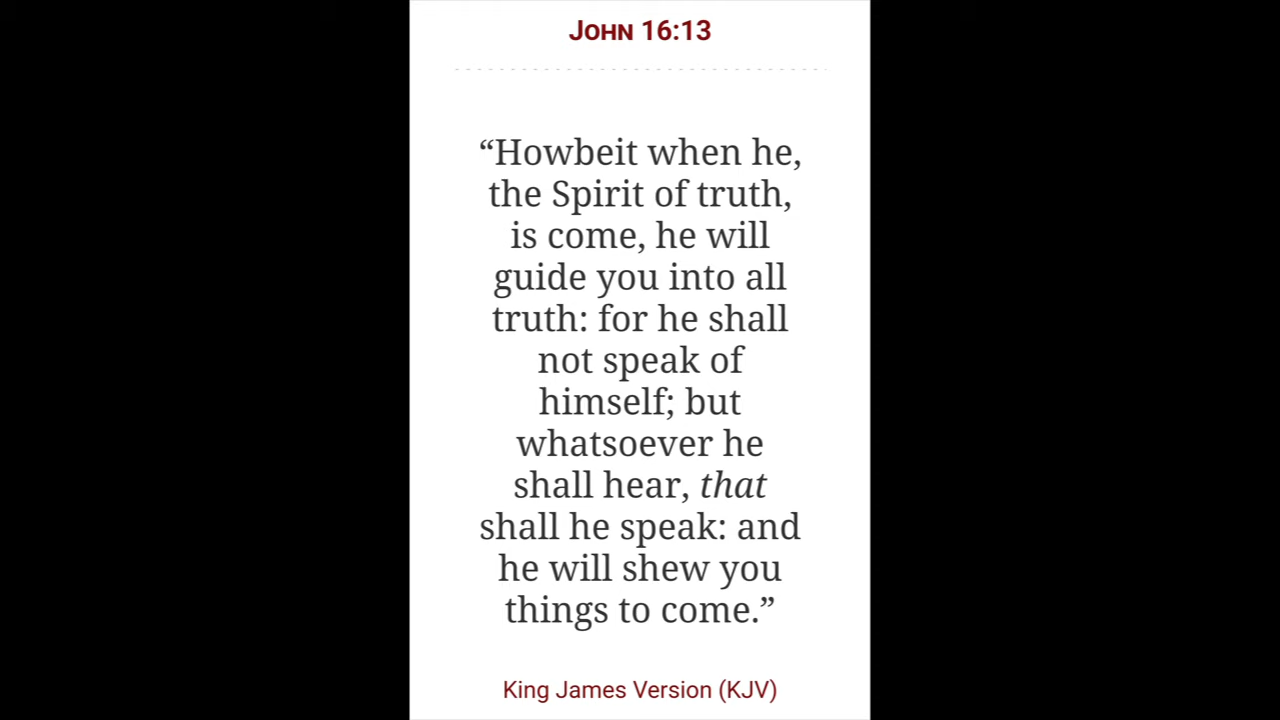 John 16:13
“Howbeit when he,
the Spirit of truth,
is come, he will
guide you into all
truth: for he shall
not speak of
himself; but
whatsoever he
shall hear, that
shall he speak: and
he will shew you
things to come.”
King James Version (KJV)